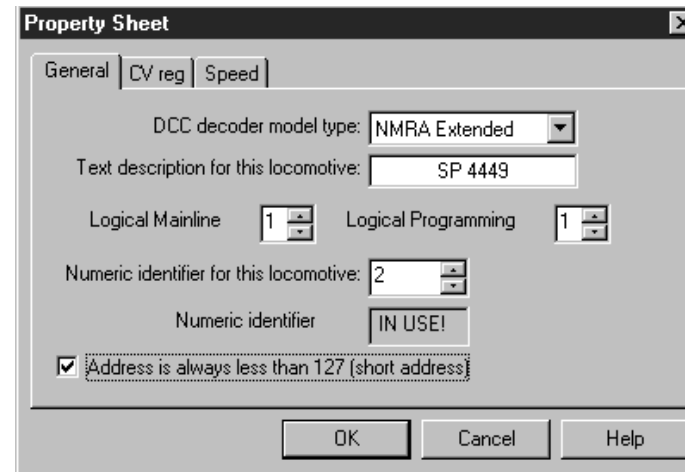 Property Sheet
General CV reg Speed
DCC decoder model type: NMRA Extended
Text description for this locomotive: SP 4449
Logical Mainline 1 Logical Programming 1
Numeric identifier for this locomotive: 2
Numeric identifier IN USE!
Address is always less than 127 (short address)
OK Cancel Help